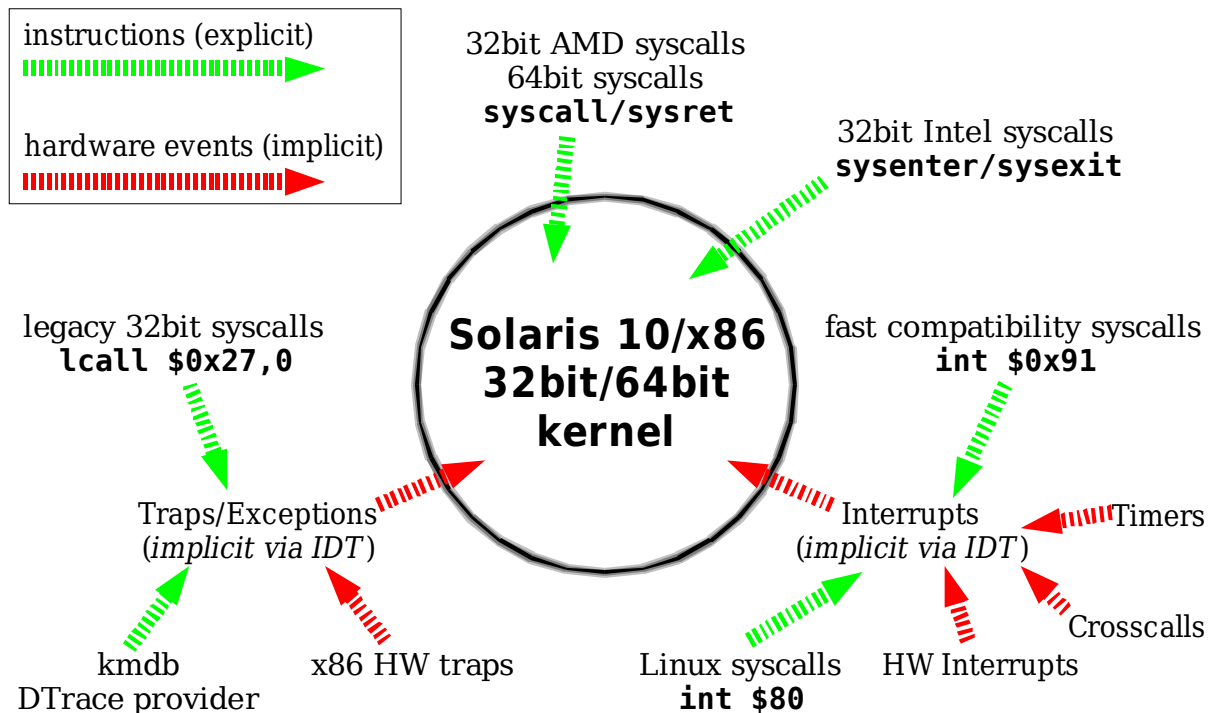 instructions (explicit)
hardware events (implicit)
32bit AMD syscalls
64bit syscalls
syscall/sysret
32bit Intel syscalls
sysenter/sysexit
legacy 32bit syscalls
lcall $0x27,0
Solaris 10/x86
32bit/64bit
kernel
fast compatibility syscalls
int $0x91
Traps/Exceptions
(implicit via IDT)
Interrupts
(implicit via IDT)
Timers
Crosscalls
kmdb
DTrace provider
x86 HW traps
Linux syscalls
int $80
HW Interrupts